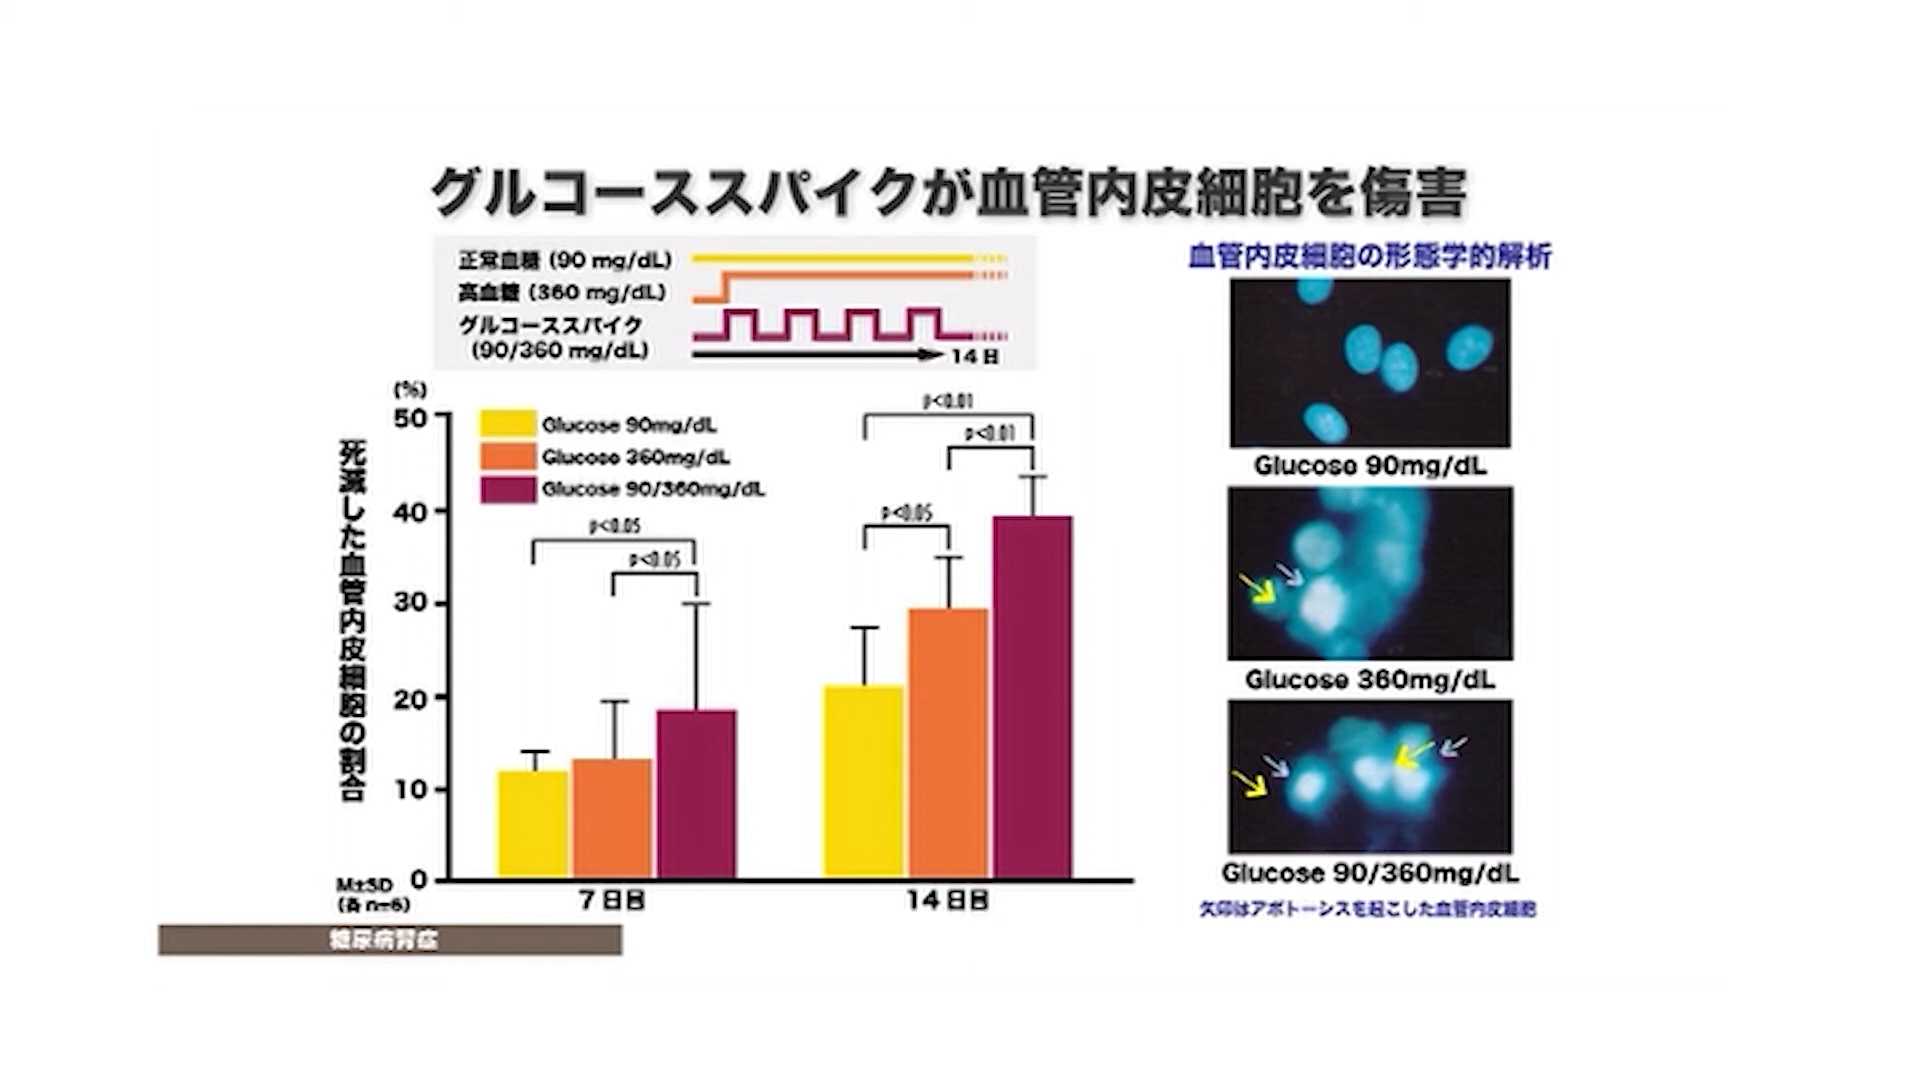 グルコーススパイクが血管内皮細胞を傷害
正常血糖 (90 mg/dL)
高血糖 (360 mg/dL)
グルコーススパイク
(90/360 mg/dL)
14日
(%)
50
40
30
20
10
0
死滅した血管内皮細胞の割合
Glucose 90mg/dL
Glucose 360mg/dL
Glucose 90/360mg/dL
p<0.05
p<0.05
p<0.01
p<0.01
p<0.05
7日目
14日目
M±SD
(各 n=6)
血管内皮細胞の形態学的解析
Glucose 90mg/dL
Glucose 360mg/dL
Glucose 90/360mg/dL
矢印はアポトーシスを起こした血管内皮細胞
糖尿病腎症